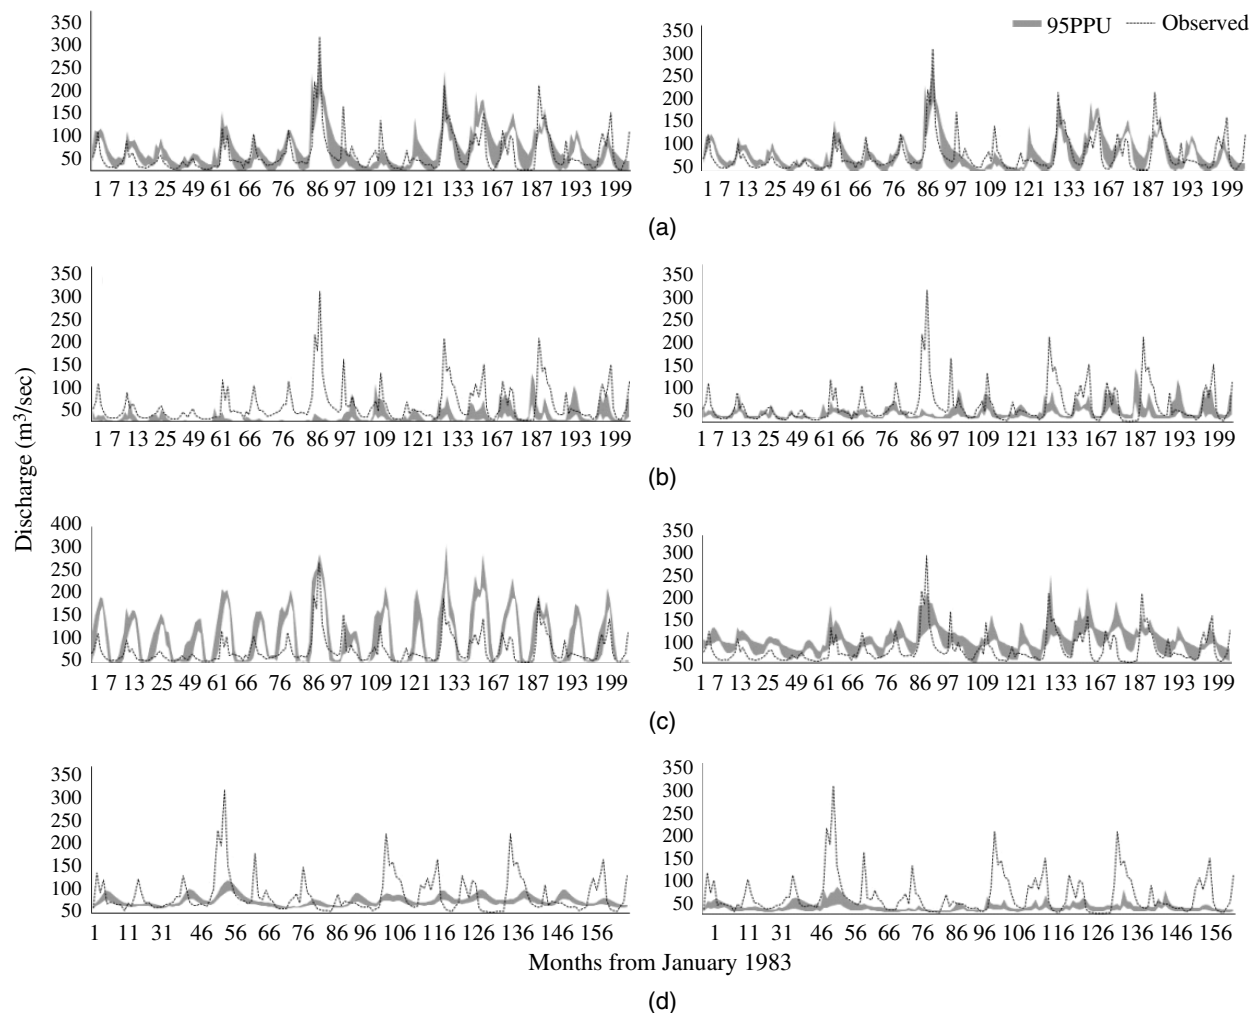 95PPU Observed
350 300 250 200 150 100 50
1 7 13 25 49 61 66 76 86 97 109 121 133 167 187 193 199
350 300 250 200 150 100 50
1 7 13 25 49 61 66 76 86 97 109 121 133 167 187 193 199
(a)
350 300 250 200 150 100 50
1 7 13 25 49 61 66 76 86 97 109 121 133 167 187 193 199
350 300 250 200 150 100 50
1 7 13 25 49 61 66 76 86 97 109 121 133 167 187 193 199
(b)
Discharge (m³/sec)
400 300 250 200 150 100 50
1 7 13 25 49 61 66 76 86 97 109 121 133 167 187 193 199
350 300 250 200 150 100 50
1 7 13 25 49 61 66 76 86 97 109 121 133 167 187 193 199
(c)
350 300 250 200 150 100 50
1 11 31 46 56 66 76 86 96 106 116 126 136 146 156
350 300 250 200 150 100 50
1 11 31 46 56 66 76 86 96 106 116 126 136 146 156
Months from January 1983
(d)